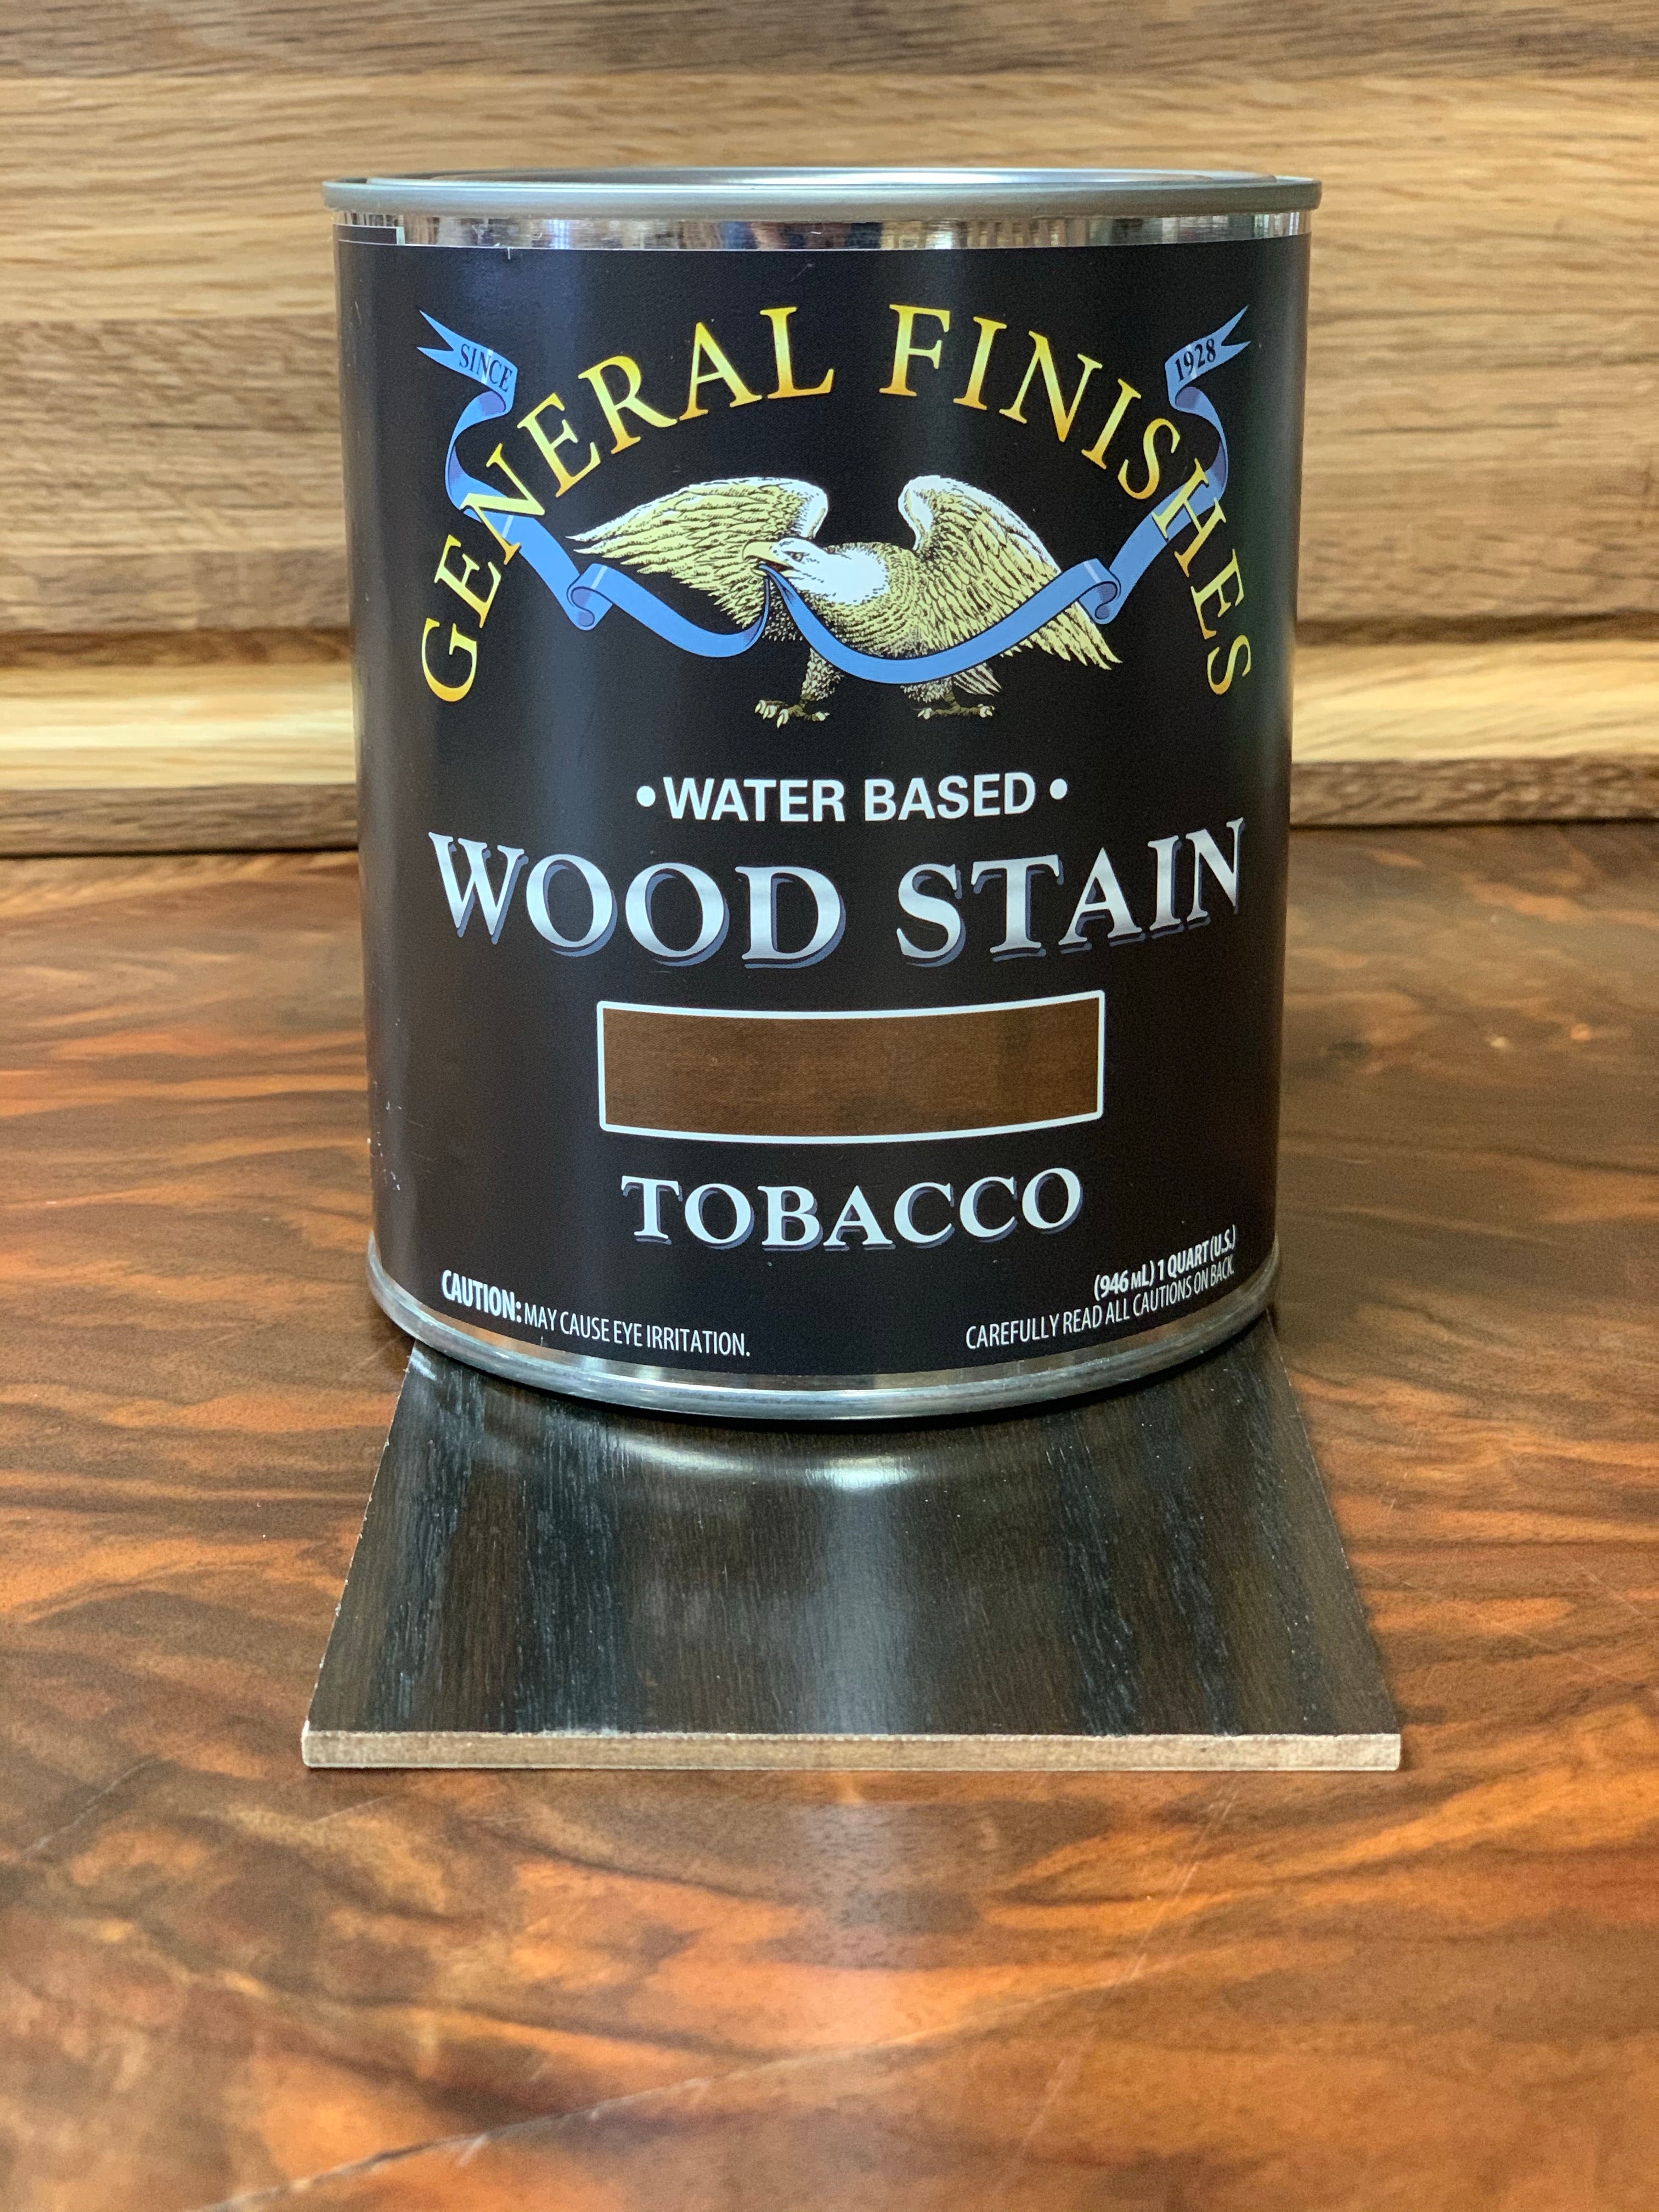 SINCE 1928
GENERAL FINISHES
• WATER BASED •
WOOD STAIN
TOBACCO
CAUTION: MAY CAUSE EYE IRRITATION.
(946 mL) 1 QUART (U.S.)
CAREFULLY READ ALL CAUTIONS ON BACK